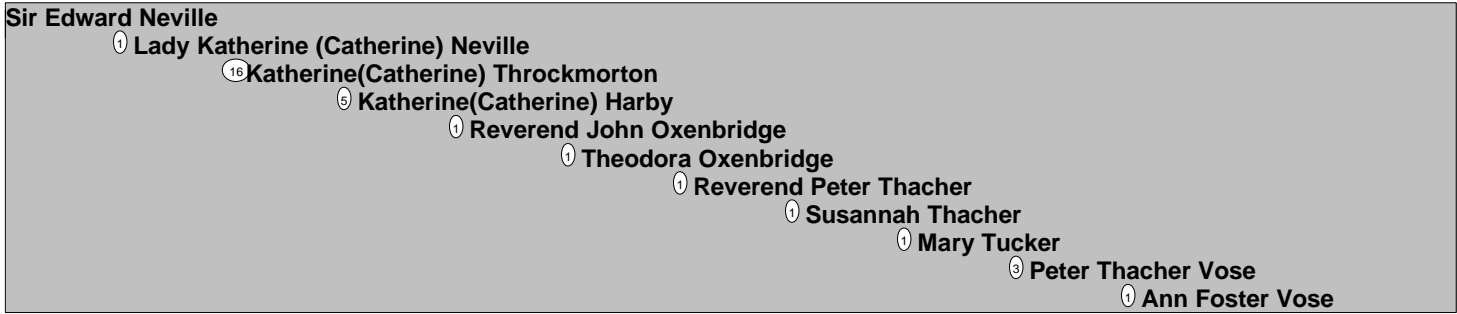 Sir Edward Neville
1 Lady Katherine (Catherine) Neville
16 Katherine(Catherine) Throckmorton
5 Katherine(Catherine) Harby
1 Reverend John Oxenbridge
1 Theodora Oxenbridge
1 Reverend Peter Thacher
1 Susannah Thacher
1 Mary Tucker
3 Peter Thacher Vose
1 Ann Foster Vose